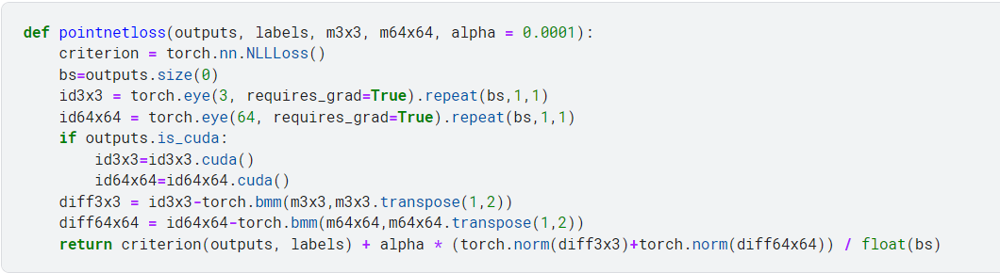 def pointnetloss(outputs, labels, m3x3, m64x64, alpha = 0.0001):
    criterion = torch.nn.NLLLoss()
    bs=outputs.size(0)
    id3x3 = torch.eye(3, requires_grad=True).repeat(bs,1,1)
    id64x64 = torch.eye(64, requires_grad=True).repeat(bs,1,1)
    if outputs.is_cuda:
        id3x3=id3x3.cuda()
        id64x64=id64x64.cuda()
    diff3x3 = id3x3-torch.bmm(m3x3,m3x3.transpose(1,2))
    diff64x64 = id64x64-torch.bmm(m64x64,m64x64.transpose(1,2))
    return criterion(outputs, labels) + alpha * (torch.norm(diff3x3)+torch.norm(diff64x64)) / float(bs)